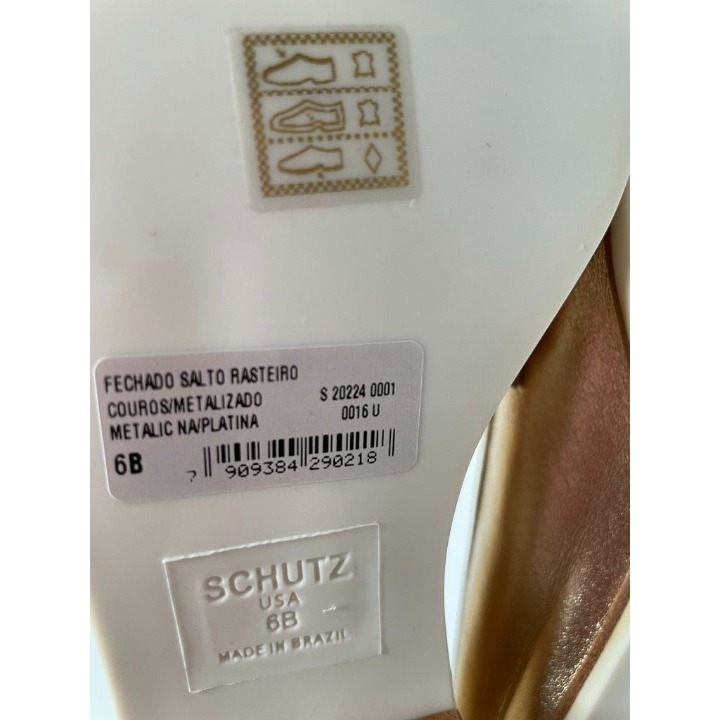 FECHADO SALTO RASTEIRO
COUROS/METALIZADO S 20224 0001
METALIC NA/PLATINA 0016 U
6B
7 909384 290218
SCHUTZ
USA
6B
MADE IN BRAZIL